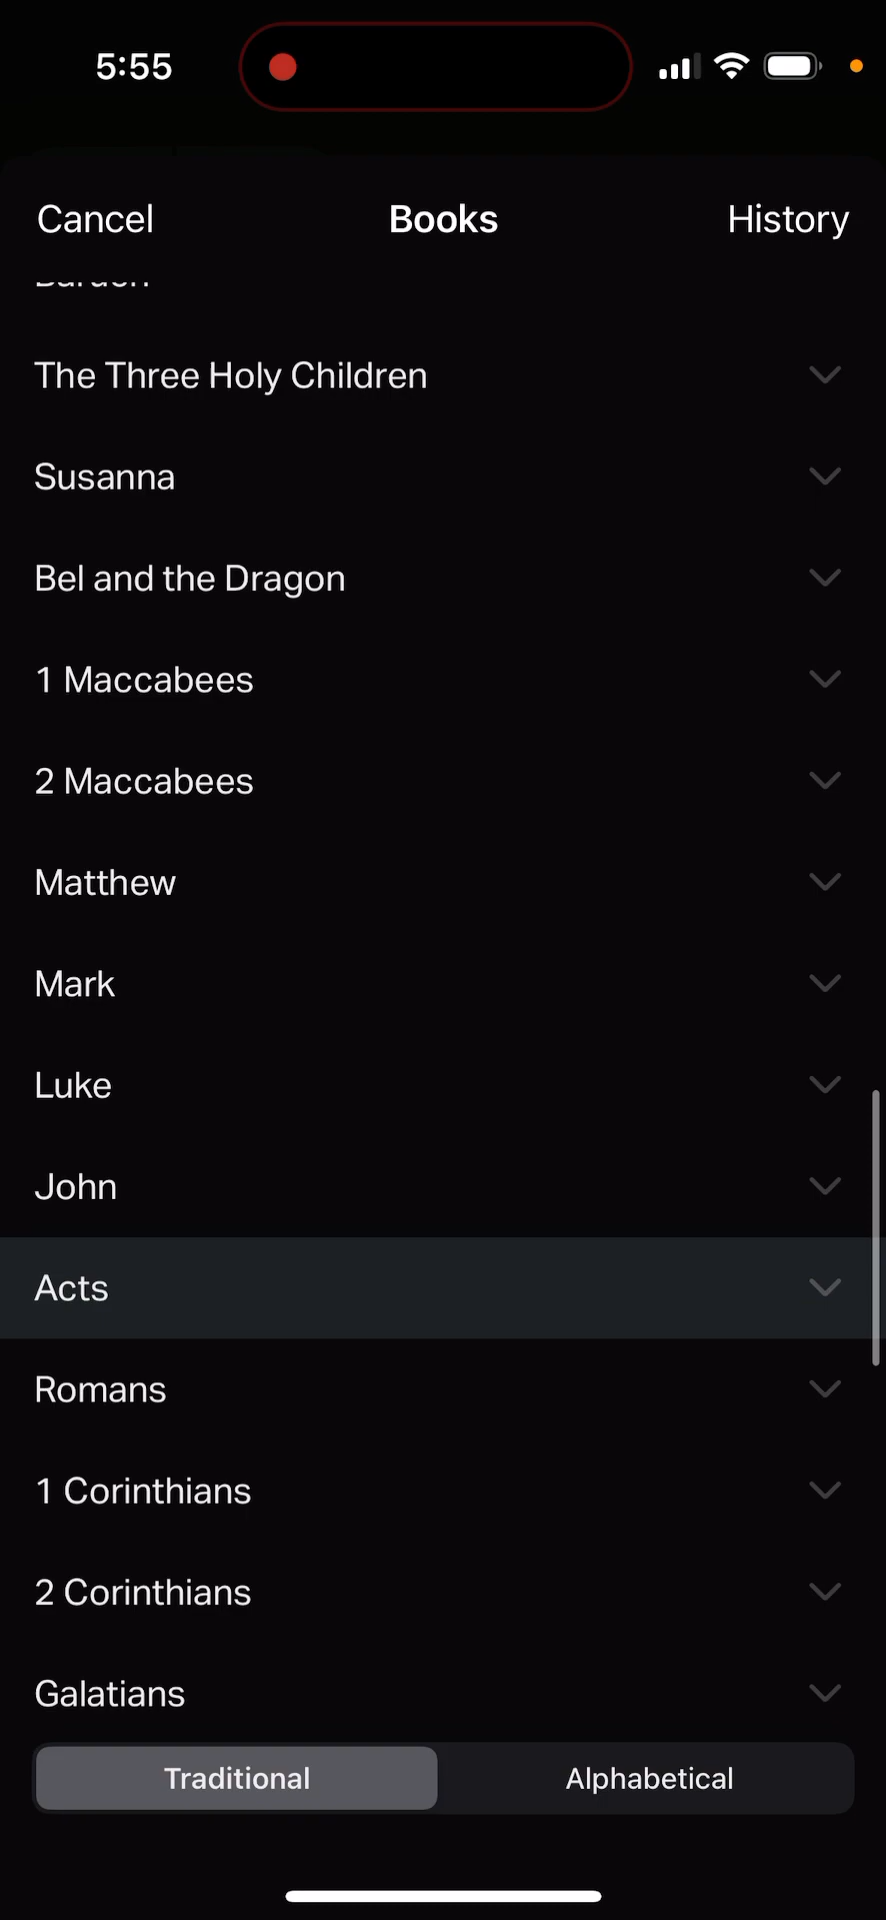 5:55
Cancel Books History
The Three Holy Children
Susanna
Bel and the Dragon
1 Maccabees
2 Maccabees
Matthew
Mark
Luke
John
Acts
Romans
1 Corinthians
2 Corinthians
Galatians
Traditional Alphabetical